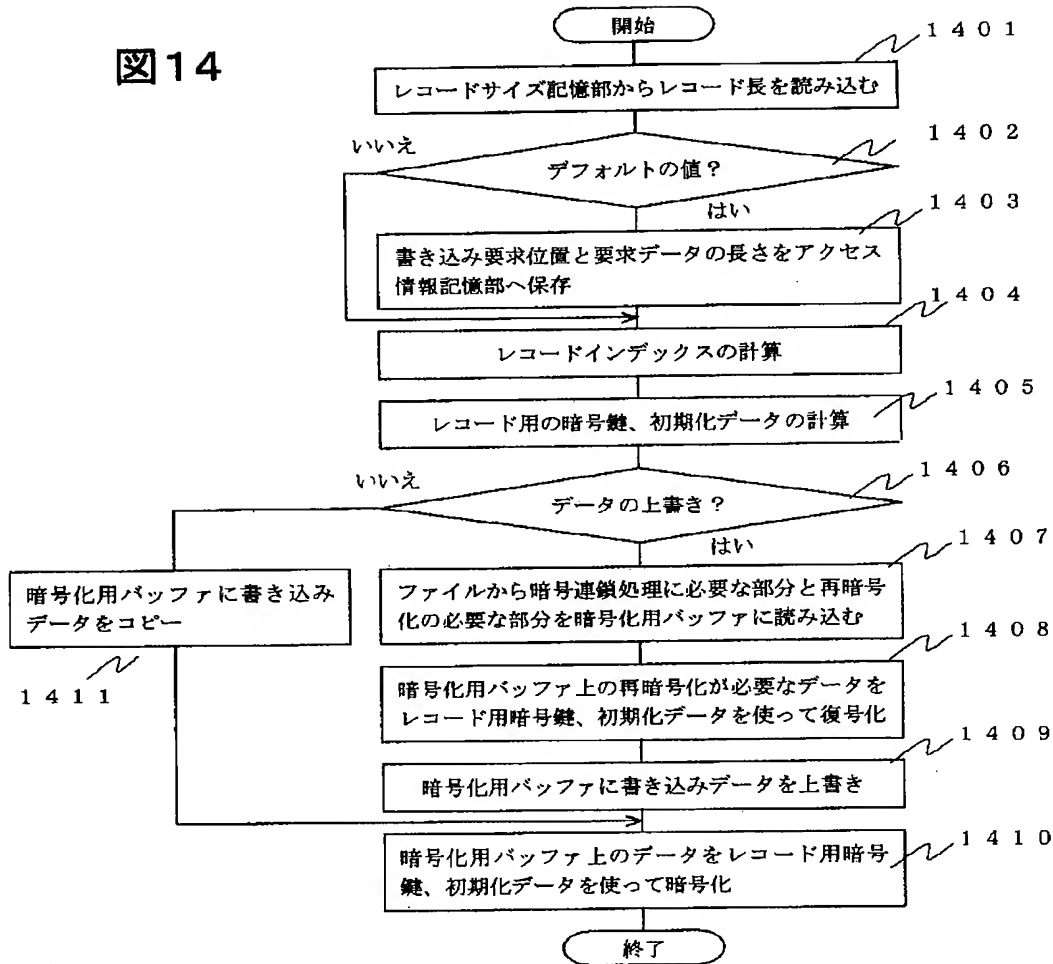 図14
開始
1401
レコードサイズ記憶部からレコード長を読み込む
1402
いいえ
デフォルトの値？
はい
1403
書き込み要求位置と要求データの長さをアクセス
情報記憶部へ保存
1404
レコードインデックスの計算
1405
レコード用の暗号鍵、初期化データの計算
1406
いいえ
データの上書き？
はい
1407
ファイルから暗号連鎖処理に必要な部分と再暗号
化の必要な部分を暗号化用バッファに読み込む
暗号化用バッファに書き込み
データをコピー
1411
1408
暗号化用バッファ上の再暗号化が必要なデータを
レコード用暗号鍵、初期化データを使って復号化
1409
暗号化用バッファに書き込みデータを上書き
1410
暗号化用バッファ上のデータをレコード用暗号
鍵、初期化データを使って暗号化
終了